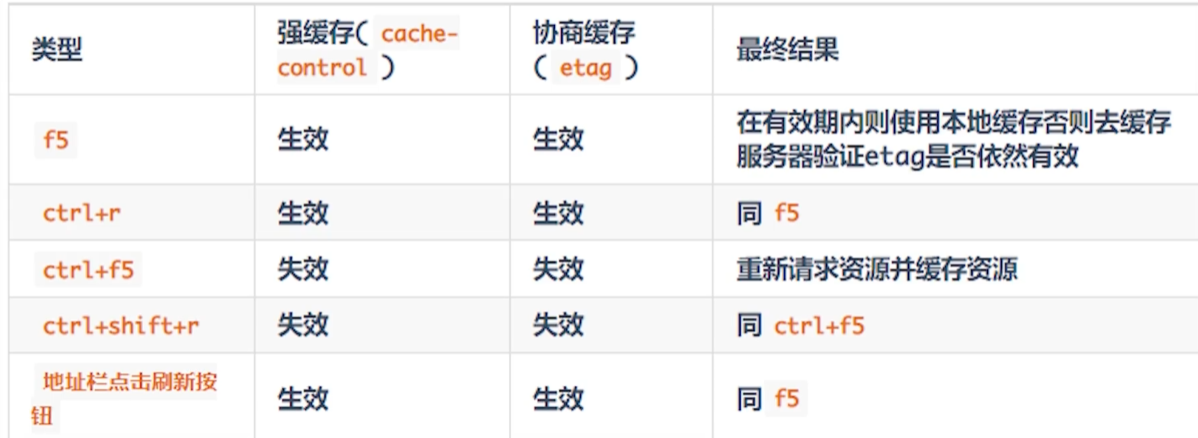 类型
强缓存( cache-
control )
协商缓存
( etag )
最终结果
f5
生效
生效
在有效期内则使用本地缓存否则去缓存
服务器验证etag是否依然有效
ctrl+r
生效
生效
同 f5
ctrl+f5
失效
失效
重新请求资源并缓存资源
ctrl+shift+r
失效
失效
同 ctrl+f5
地址栏点击刷新按
钮
生效
生效
同 f5